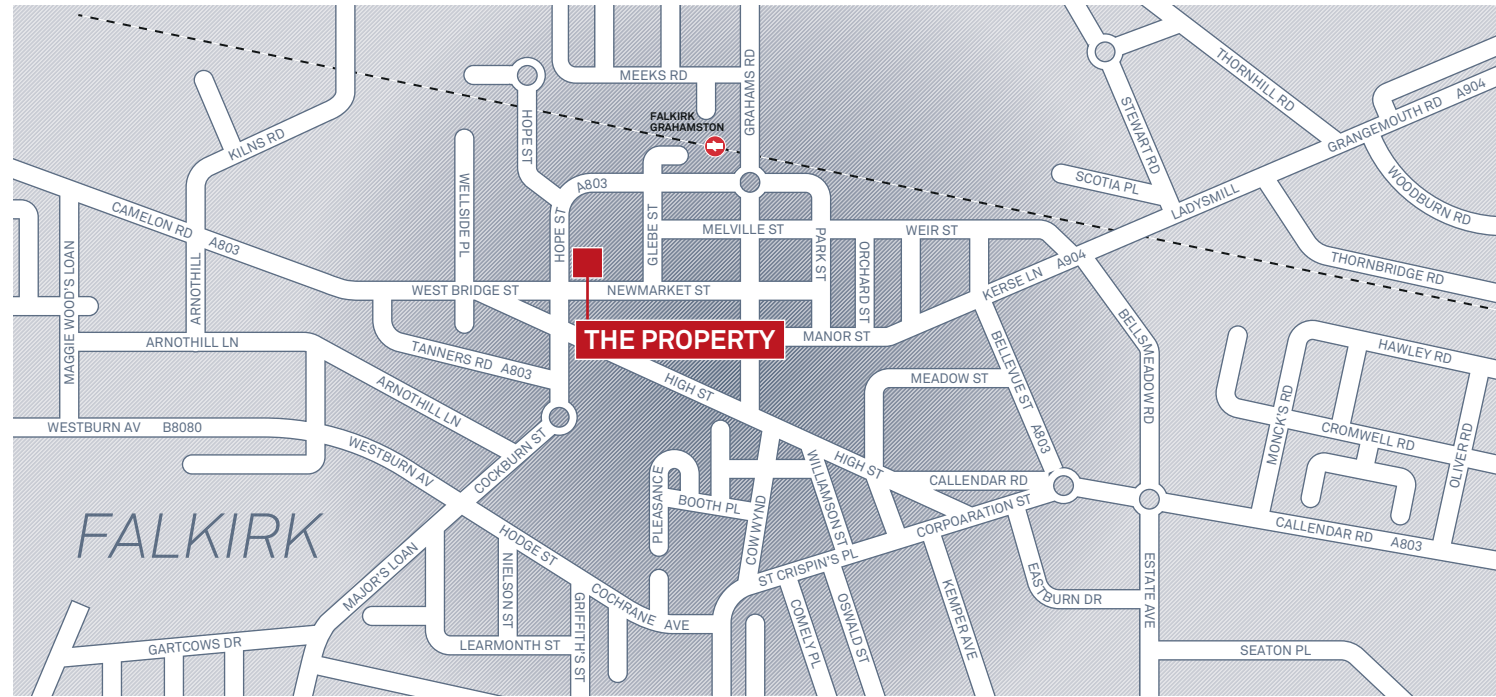 MEEKS RD
GRAHAMS RD
THORNHILL RD
STEWART RD
GRANGEMOUTH RD A904
FALKIRK
GRAHAMSTON
KILNS RD
HOPE ST
WELLSIDE PL
A803
SCOTIA PL
LADYSMILL
WOODBURN RD
CAMELON RD A803
MAGGIE WOOD'S LOAN
ARNOTHILL
HOPE ST
GLEBE ST
MELVILLE ST
PARK ST
ORCHARD ST
WEIR ST
KERSE LN A904
THORNBRIDGE RD
WEST BRIDGE ST
NEWMARKET ST
THE PROPERTY
MANOR ST
ARNOTHILL LN
TANNERS RD A803
BELLSMEADOW RD
BELLEVUE ST A803
HAWLEY RD
ARNOTHILL LN
HIGH ST
MEADOW ST
MONCK'S RD
CROMWELL RD
OLIVER RD
WESTBURN AV B8080
WESTBURN AV
COCKBURN ST
HIGH ST
WILLIAMSON ST
CALLENDAR RD
PLEASANCE
BOOTH PL
COW WYND
CORPOARATION ST
CALLENDAR RD A803
FALKIRK
HODGE ST
ST CRISPIN'S PL
MAJOR'S LOAN
NIELSON ST
GRIFFITH'S ST
COCHRANE AVE
COMELY PL
OSWALD ST
KEMPER AVE
EASTBURN DR
ESTATE AVE
GARTCOWS DR
LEARMONTH ST
SEATON PL